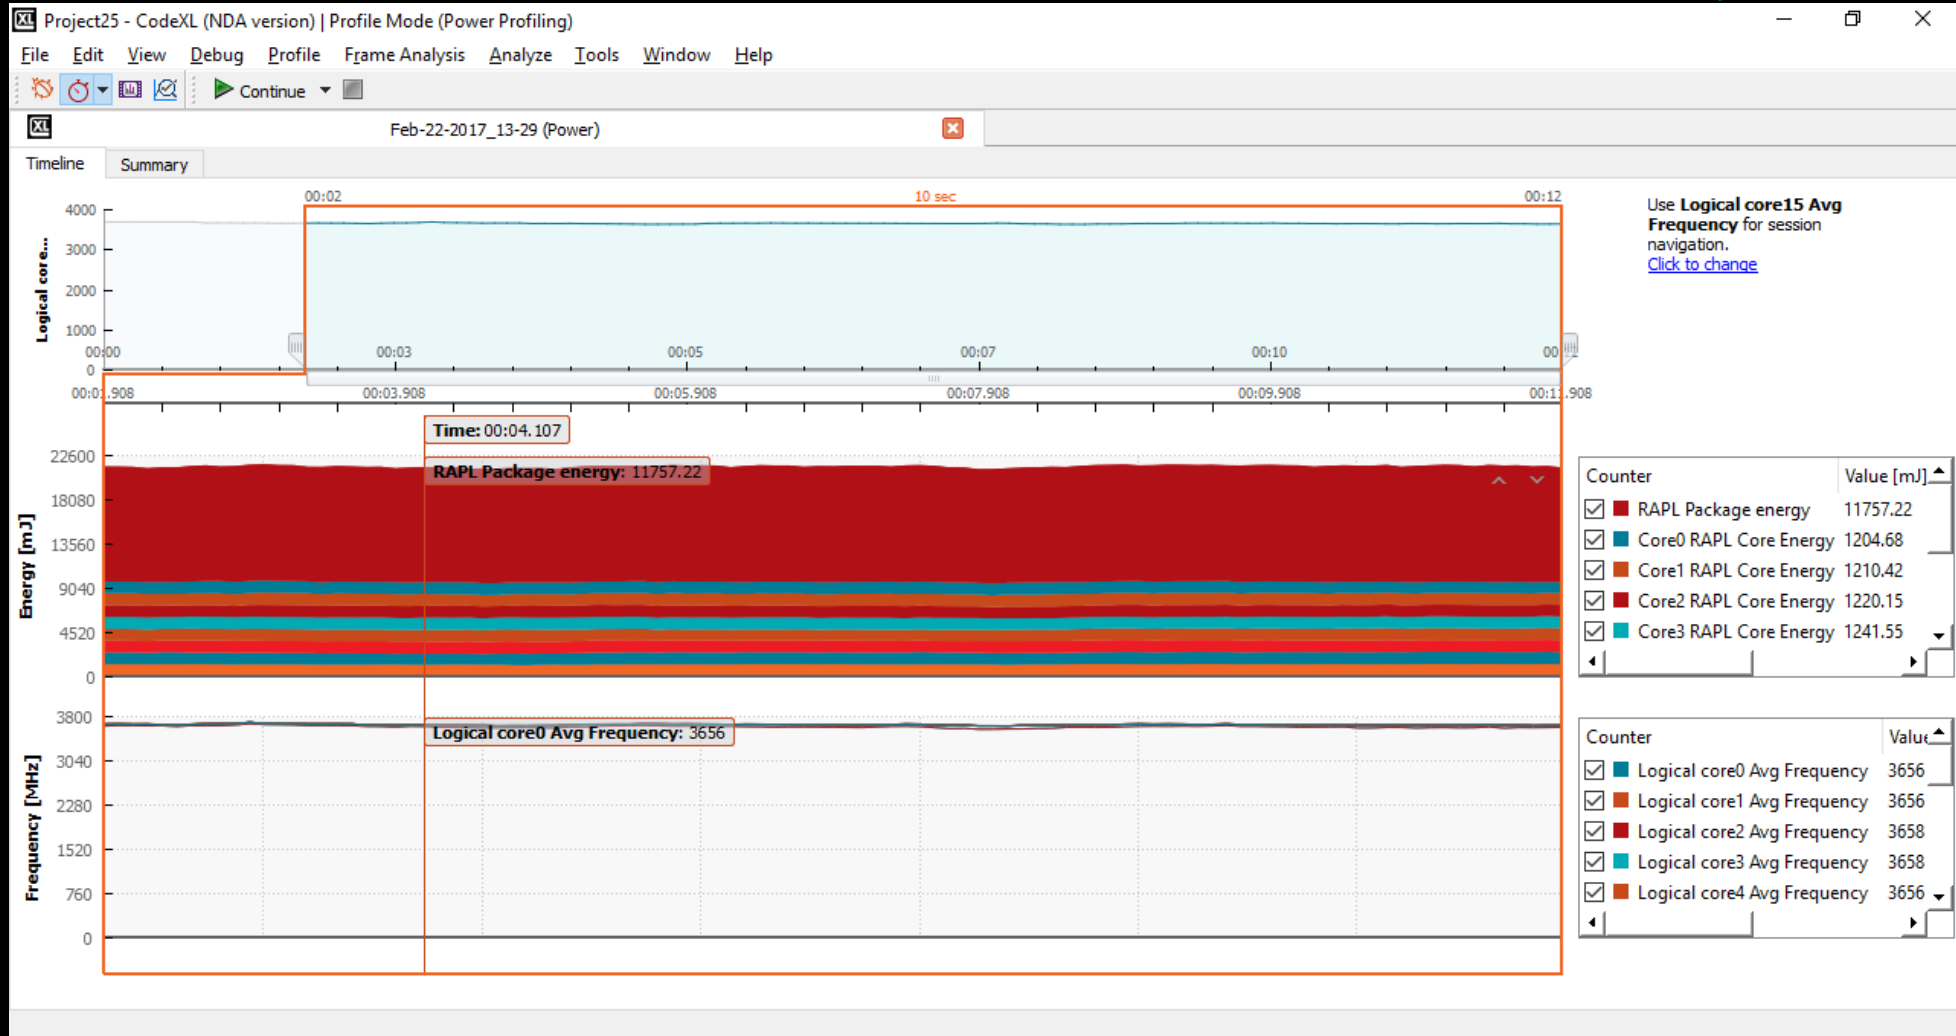 Project25 - CodeXL (NDA version) | Profile Mode (Power Profiling)
File Edit View Debug Profile Frame Analysis Analyze Tools Window Help
Continue
Feb-22-2017_13-29 (Power)
Timeline Summary
00:02 10 sec 00:12
Use Logical core15 Avg
Frequency for session
navigation.
Click to change
Logical core...
4000
3000
2000
1000
0
00:00 00:03 00:05 00:07 00:10
00:03.908 00:05.908 00:07.908 00:09.908
Time: 00:04.107
RAPL Package energy: 11757.22
Energy [mJ]
22600
18080
13560
9040
4520
0
Counter Value [mJ]
RAPL Package energy 11757.22
Core0 RAPL Core Energy 1204.68
Core1 RAPL Core Energy 1210.42
Core2 RAPL Core Energy 1220.15
Core3 RAPL Core Energy 1241.55
Logical core0 Avg Frequency: 3656
Frequency [MHz]
3800
3040
2280
1520
760
0
Counter Value
Logical core0 Avg Frequency 3656
Logical core1 Avg Frequency 3656
Logical core2 Avg Frequency 3658
Logical core3 Avg Frequency 3658
Logical core4 Avg Frequency 3656